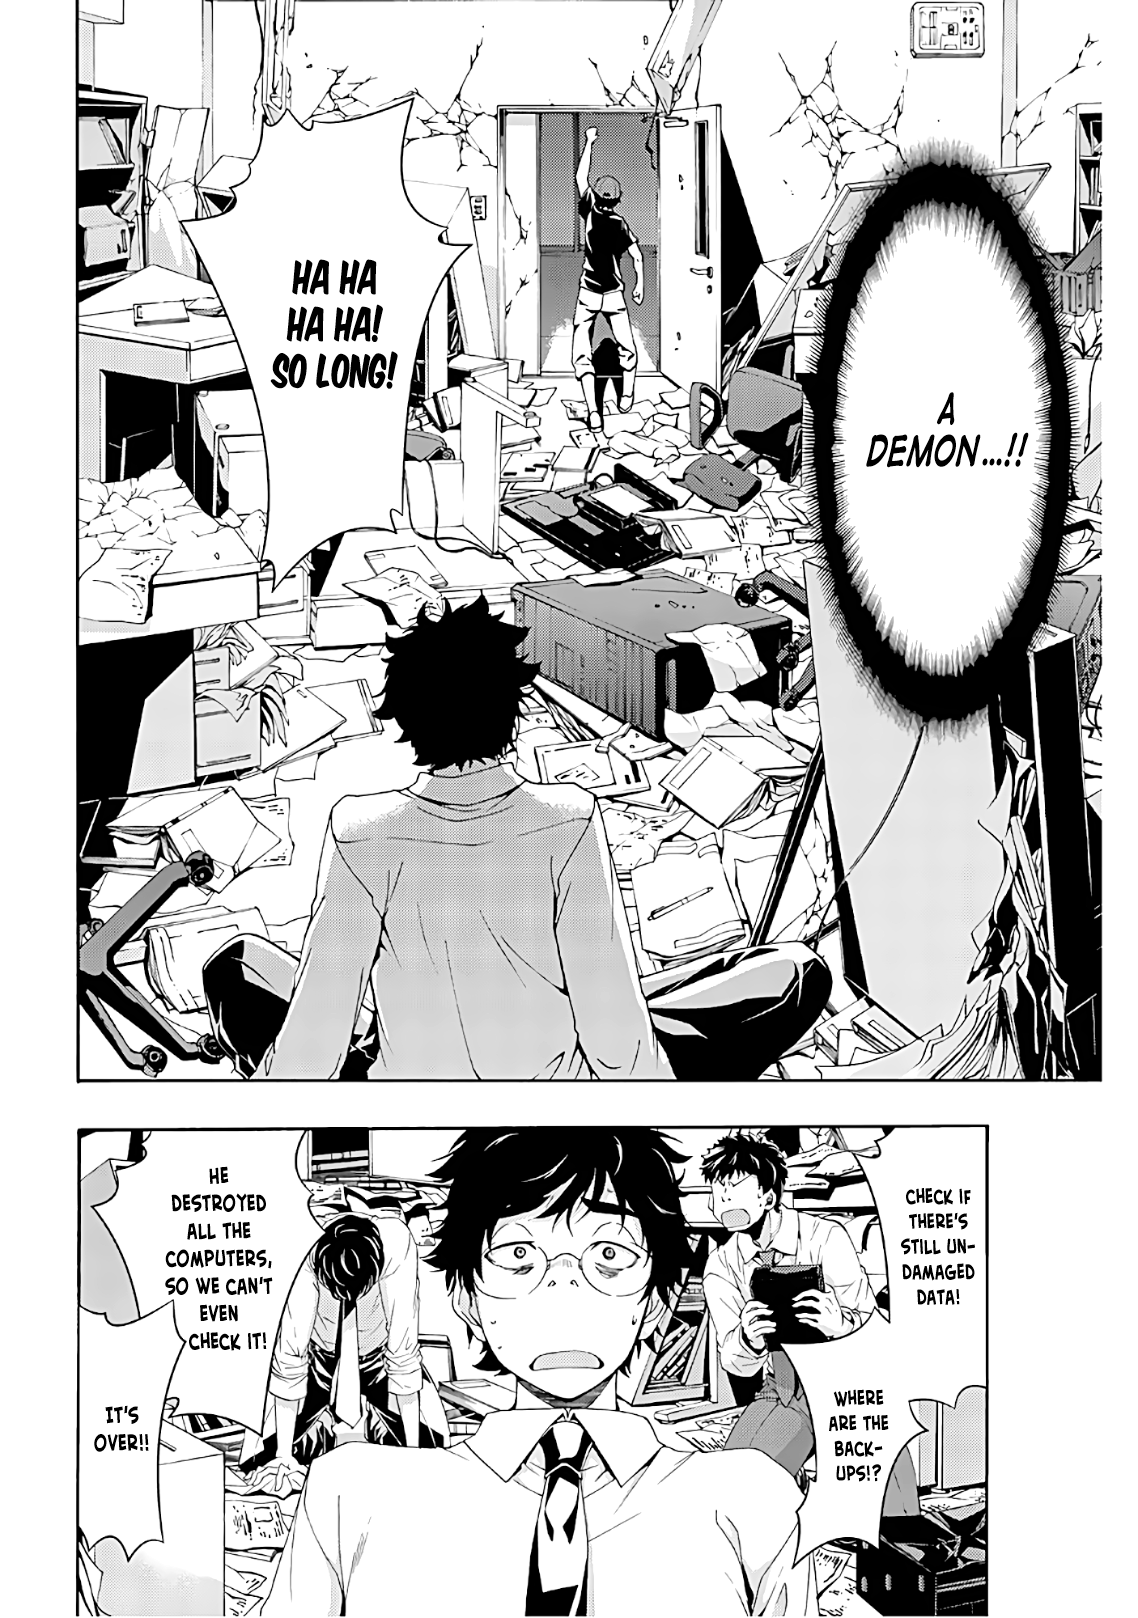 A
DEMON...!!
HA HA
HA HA!
SO LONG!
CHECK IF
THERE'S
STILL UN-
DAMAGED
DATA!
WHERE
ARE THE
BACK-
UPS!?
HE
DESTROYED
ALL THE
COMPUTERS,
SO WE CAN'T
EVEN
CHECK IT!
IT'S
OVER!!